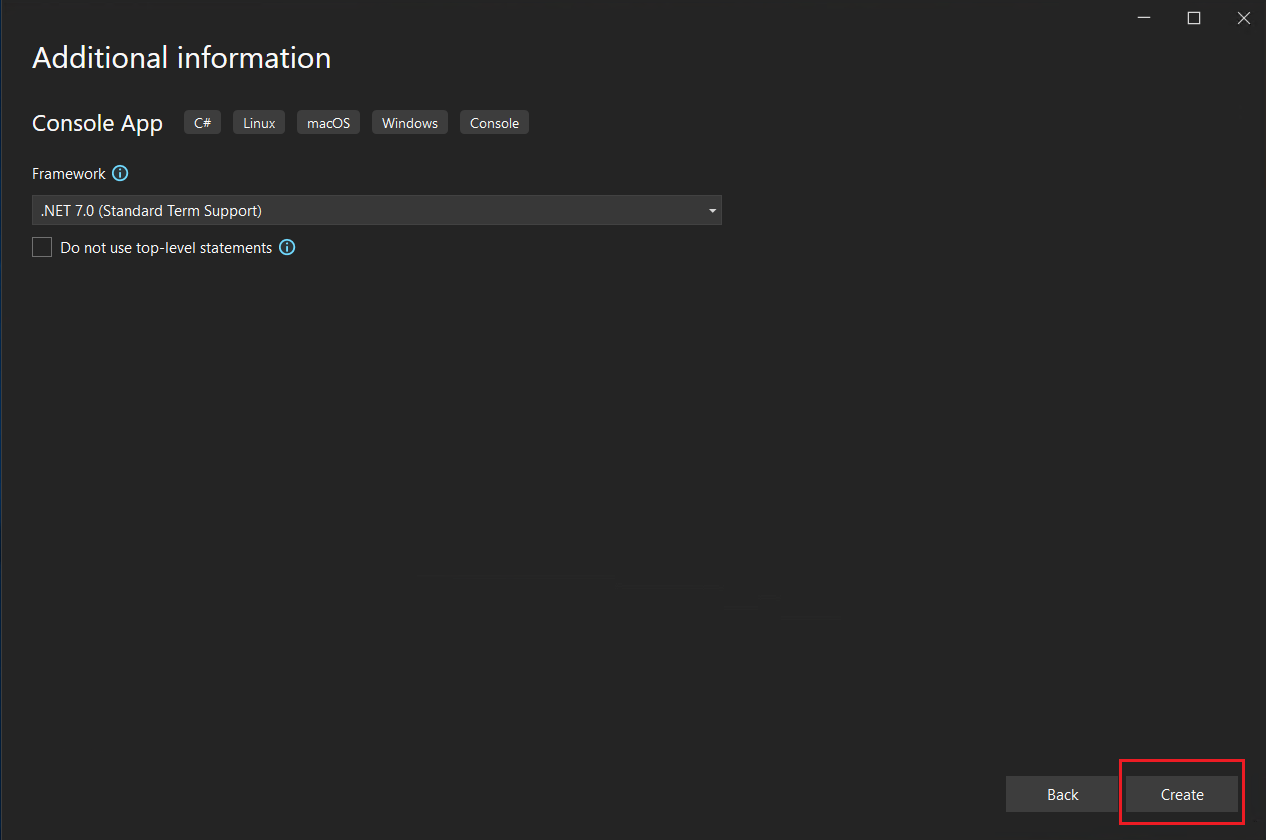 Additional information
Console App C# Linux macOS Windows Console
Framework
.NET 7.0 (Standard Term Support)
Do not use top-level statements
Back Create